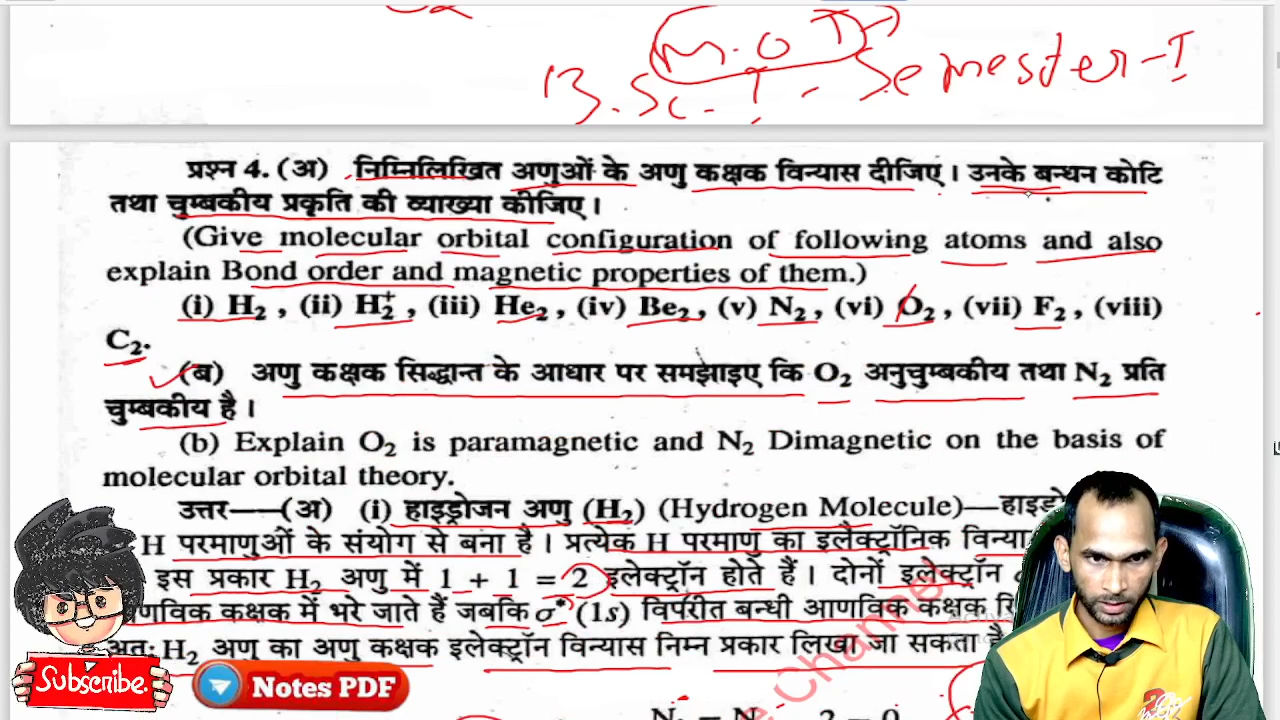 M.O.T
B.Sc. I. Semester-I
प्रश्न 4. (अ) निम्निलिखित अणुओं के अणु कक्षक विन्यास दीजिए। उनके बन्धन कोटि
तथा चुम्बकीय प्रकृति की व्याख्या कीजिए।
(Give molecular orbital configuration of following atoms and also
explain Bond order and magnetic properties of them.)
(i) H₂, (ii) H₂⁺, (iii) He₂, (iv) Be₂, (v) N₂, (vi) O₂, (vii) F₂, (viii)
C₂.
(ब) अणु कक्षक सिद्धान्त के आधार पर समझाइए कि O₂ अनुचुम्बकीय तथा N₂ प्रति
चुम्बकीय है।
(b) Explain O₂ is paramagnetic and N₂ Dimagnetic on the basis of
molecular orbital theory.
उत्तर—(अ) (i) हाइड्रोजन अणु (H₂) (Hydrogen Molecule)—
H परमाणुओं के संयोग से बना है। प्रत्येक H परमाणु का इलैक्ट्रॉनिक
इस प्रकार H₂ अणु में 1 + 1 = 2 इलेक्ट्रॉन होते हैं। दोनों इलेक्ट्रॉन
कक्षक में भरे जाते हैं जबकि σ* (1s) विपरीत बन्धी आणविक कक्षक
अतः H₂ अणु का अणु कक्षक इलेक्ट्रॉन विन्यास निम्न प्रकार लिखा जा सकता है
Subscribe.
Notes PDF